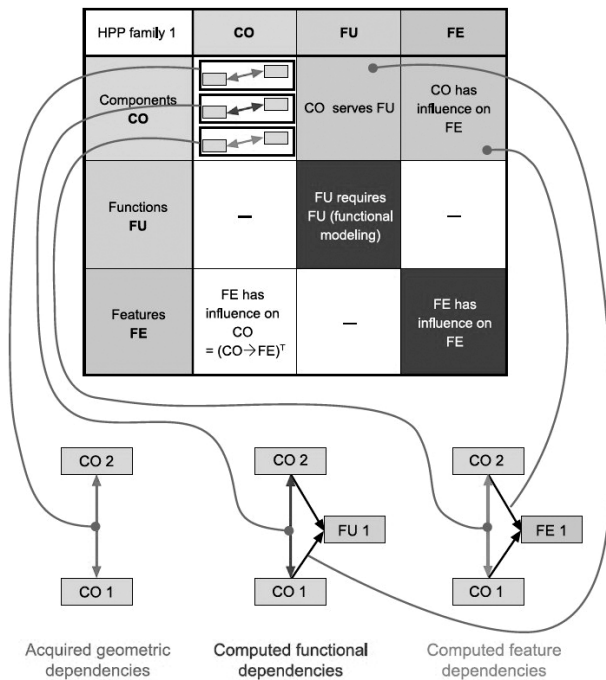 HPP family 1
CO
FU
FE
Components
CO
CO serves FU
CO has
influence on
FE
Functions
FU
–
FU requires
FU (functional
modeling)
–
Features
FE
FE has
influence on
CO
= (CO→FE)ᵀ
–
FE has
influence on
FE
CO 2
CO 2
CO 2
FU 1
FE 1
CO 1
CO 1
CO 1
Acquired geometric
dependencies
Computed functional
dependencies
Computed feature
dependencies